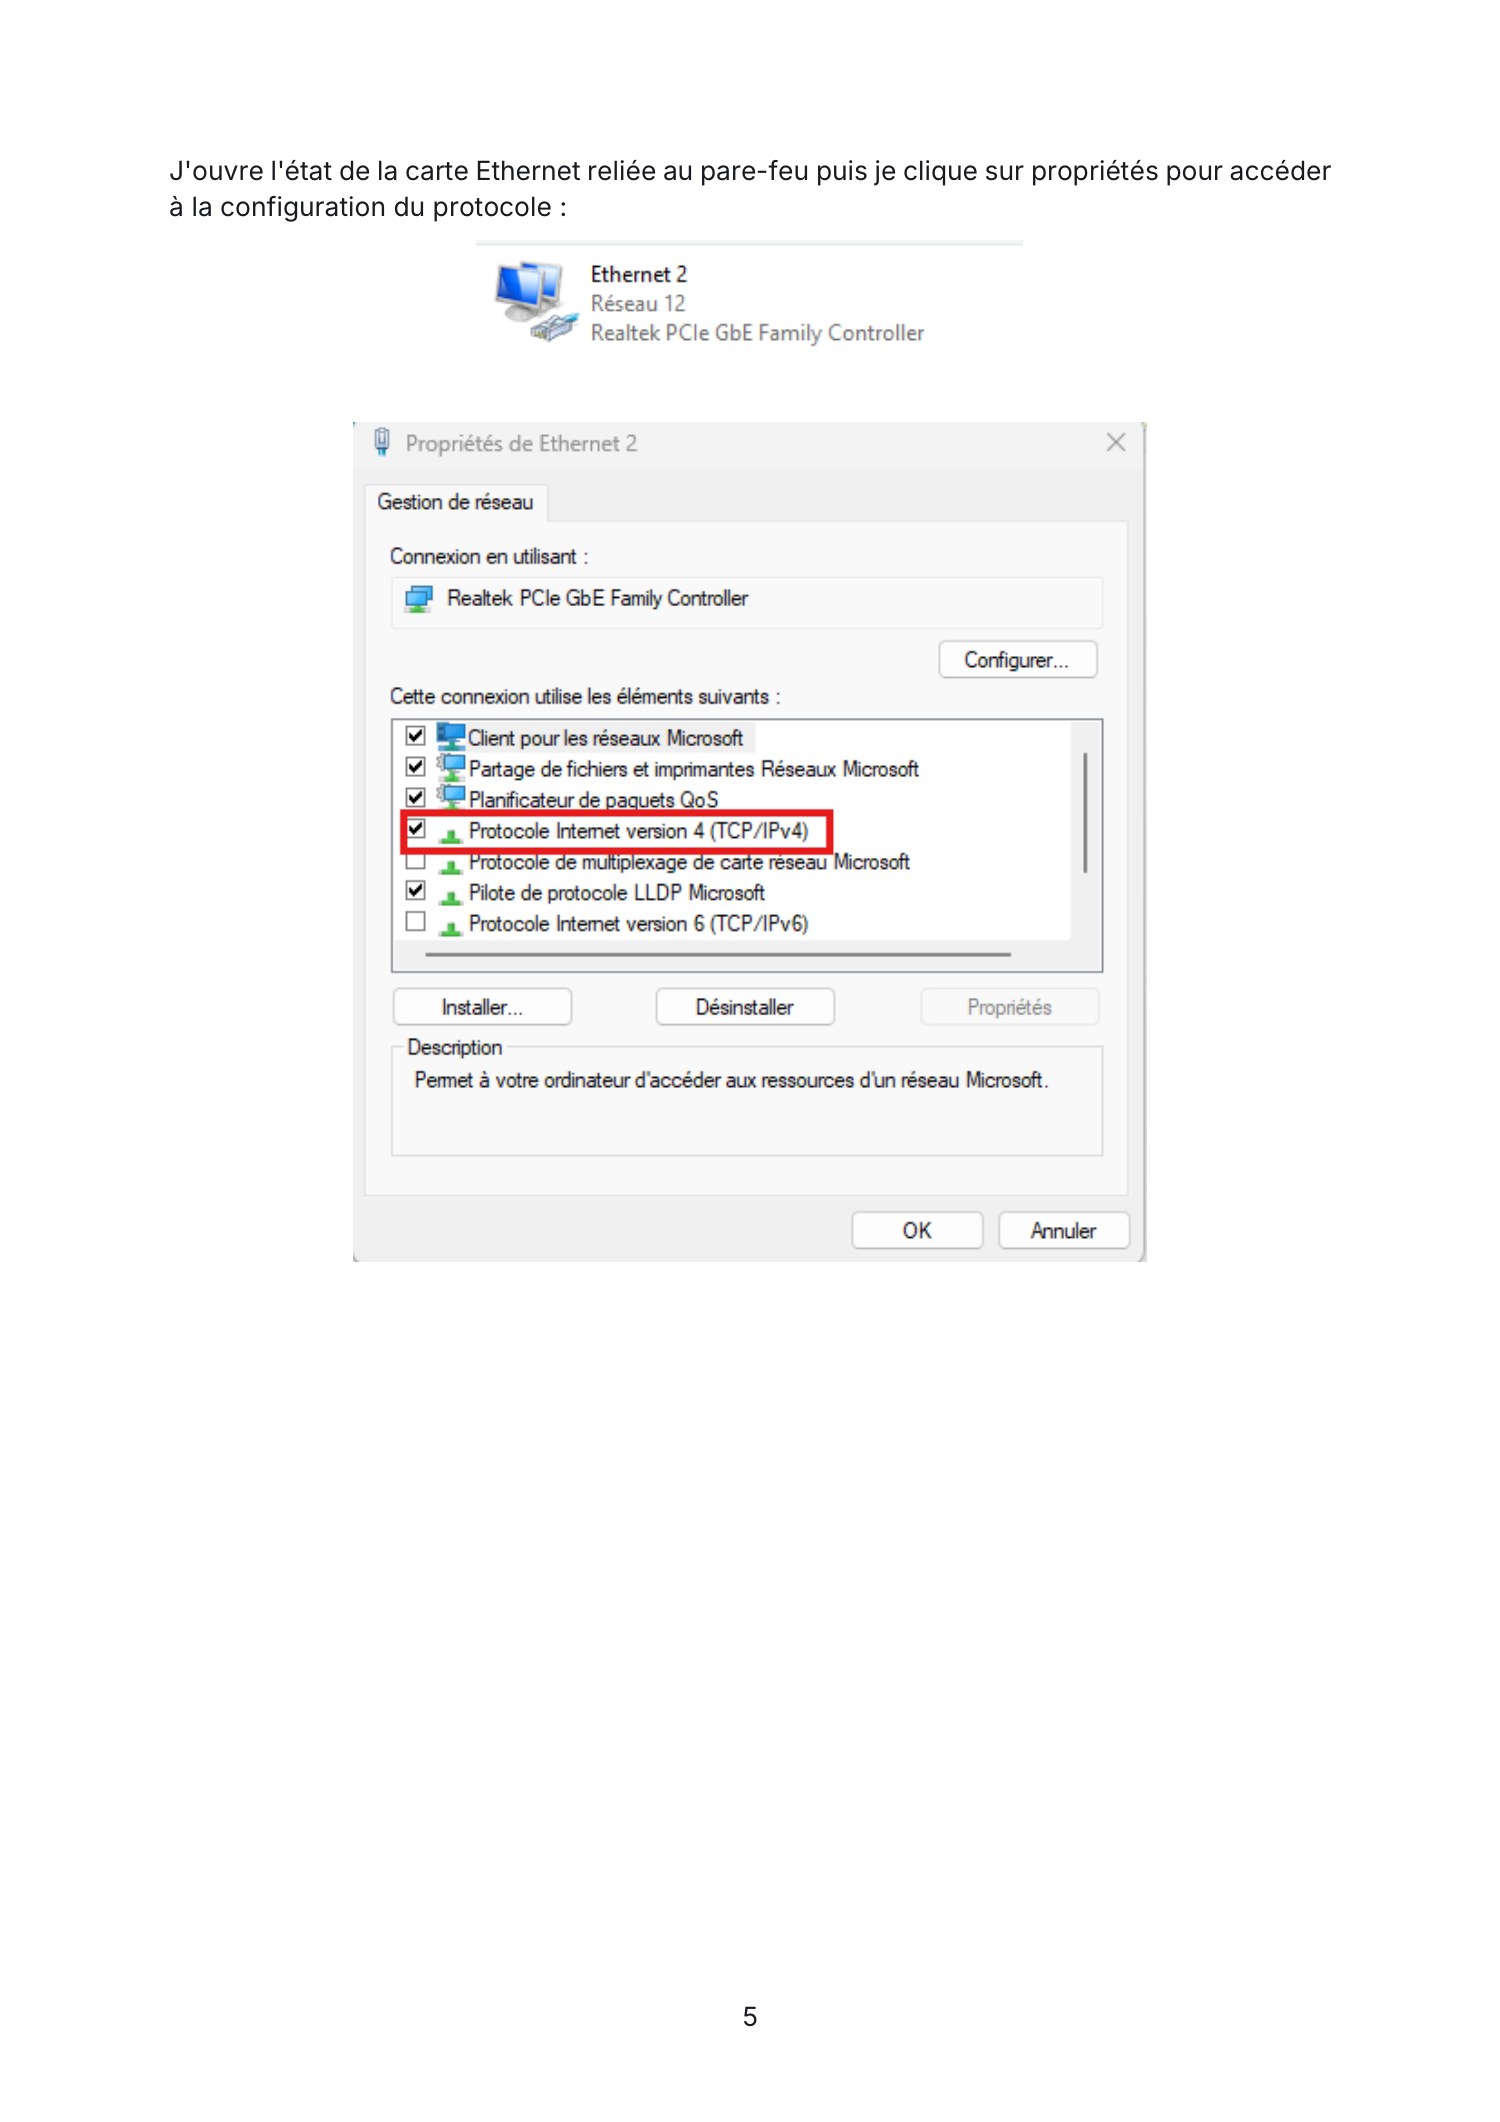 J'ouvre l'état de la carte Ethernet reliée au pare-feu puis je clique sur propriétés pour accéder
à la configuration du protocole :
Ethernet 2
Réseau 12
Realtek PCIe GbE Family Controller
Propriétés de Ethernet 2
Gestion de réseau
Connexion en utilisant :
Realtek PCIe GbE Family Controller
Configurer...
Cette connexion utilise les éléments suivants :
Client pour les réseaux Microsoft
Partage de fichiers et imprimantes Réseaux Microsoft
Planificateur de paquets QoS
Protocole Internet version 4 (TCP/IPv4)
Protocole de multiplexage de carte réseau Microsoft
Pilote de protocole LLDP Microsoft
Protocole Internet version 6 (TCP/IPv6)
Installer...
Désinstaller
Propriétés
Description
Permet à votre ordinateur d'accéder aux ressources d'un réseau Microsoft.
OK
Annuler
5